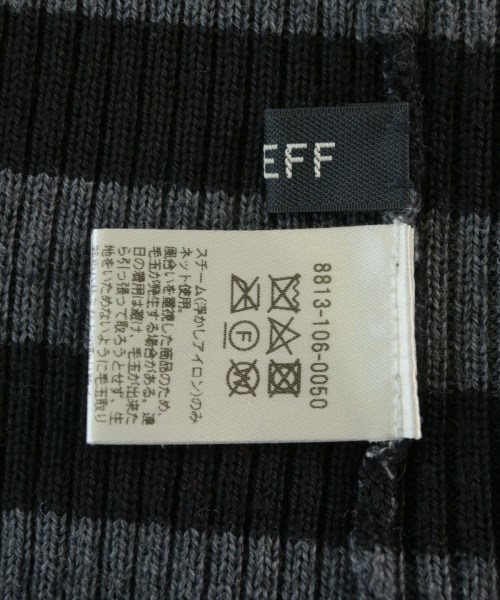 EFF
8813-106-0050
F
スチーム(浮かしアイロン)のみ
ネット使用。
風合いを重視した商品のため、
毛玉が発生する場合がある。連
日の着用は避け、毛玉が出来た
ら引っ張って取ろうとせず、生
地をいためないように毛玉取り